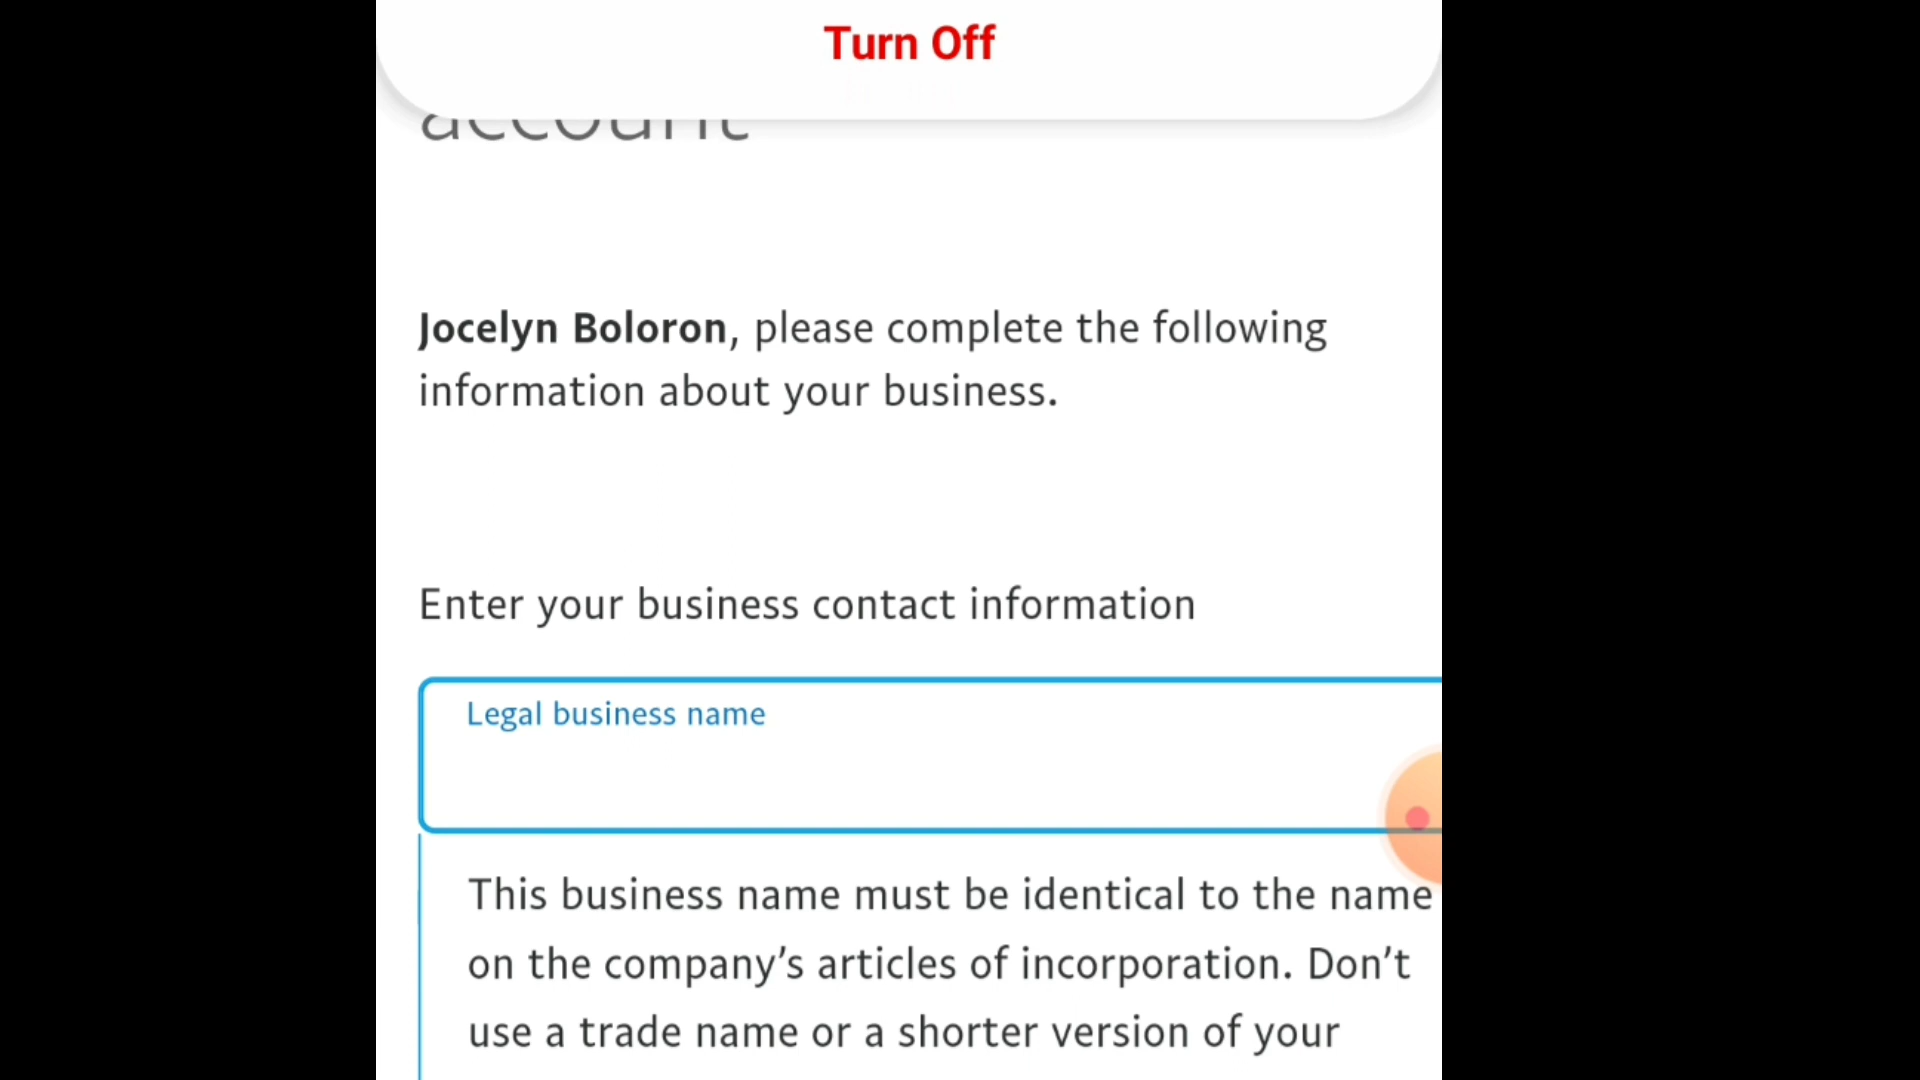 Turn Off
account
Jocelyn Boloron, please complete the following
information about your business.
Enter your business contact information
Legal business name
This business name must be identical to the name
on the company’s articles of incorporation. Don’t
use a trade name or a shorter version of your